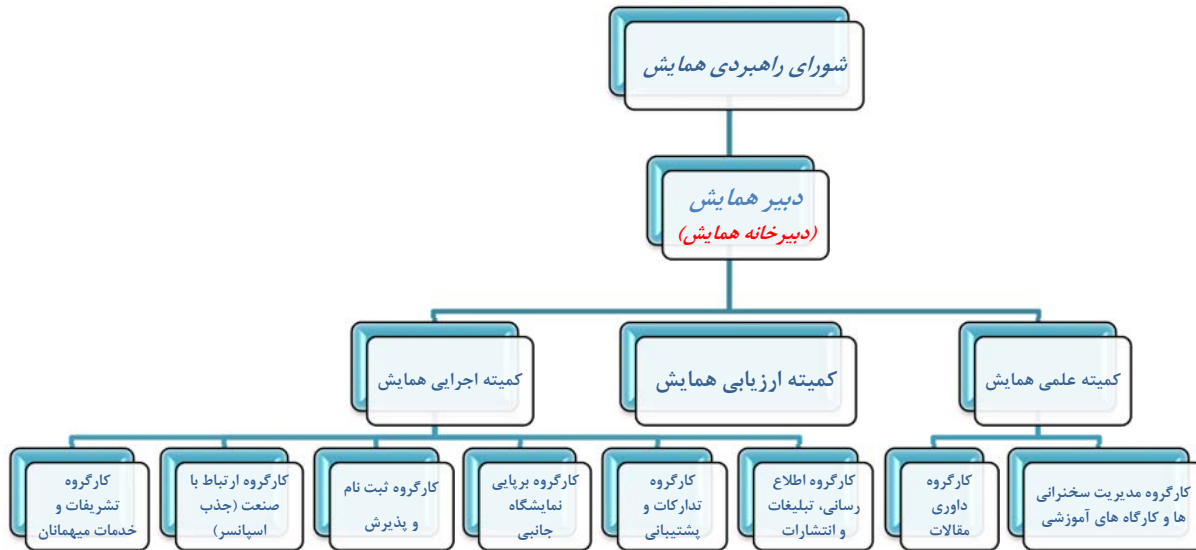 شورای راهبردی همایش
دبیر همایش
(دبیرخانه همایش)
کمیته علمی همایش
کمیته ارزیابی همایش
کمیته اجرایی همایش
کارگروه مدیریت سخنرانی
ها و کارگاه های آموزشی
کارگروه
داوری
مقالات
کارگروه اطلاع
رسانی، تبلیغات
و انتشارات
کارگروه
تدارکات و
پشتیبانی
کارگروه برپایی
نمایشگاه
جانبی
کارگروه ثبت نام
و پذیرش
کارگروه ارتباط با
صنعت (جذب
اسپانسر)
کارگروه
تشریفات و
خدمات میهمانان